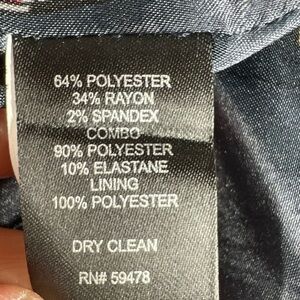 64% POLYESTER
34% RAYON
2% SPANDEX
COMBO
90% POLYESTER
10% ELASTANE
LINING
100% POLYESTER
DRY CLEAN
RN# 59478